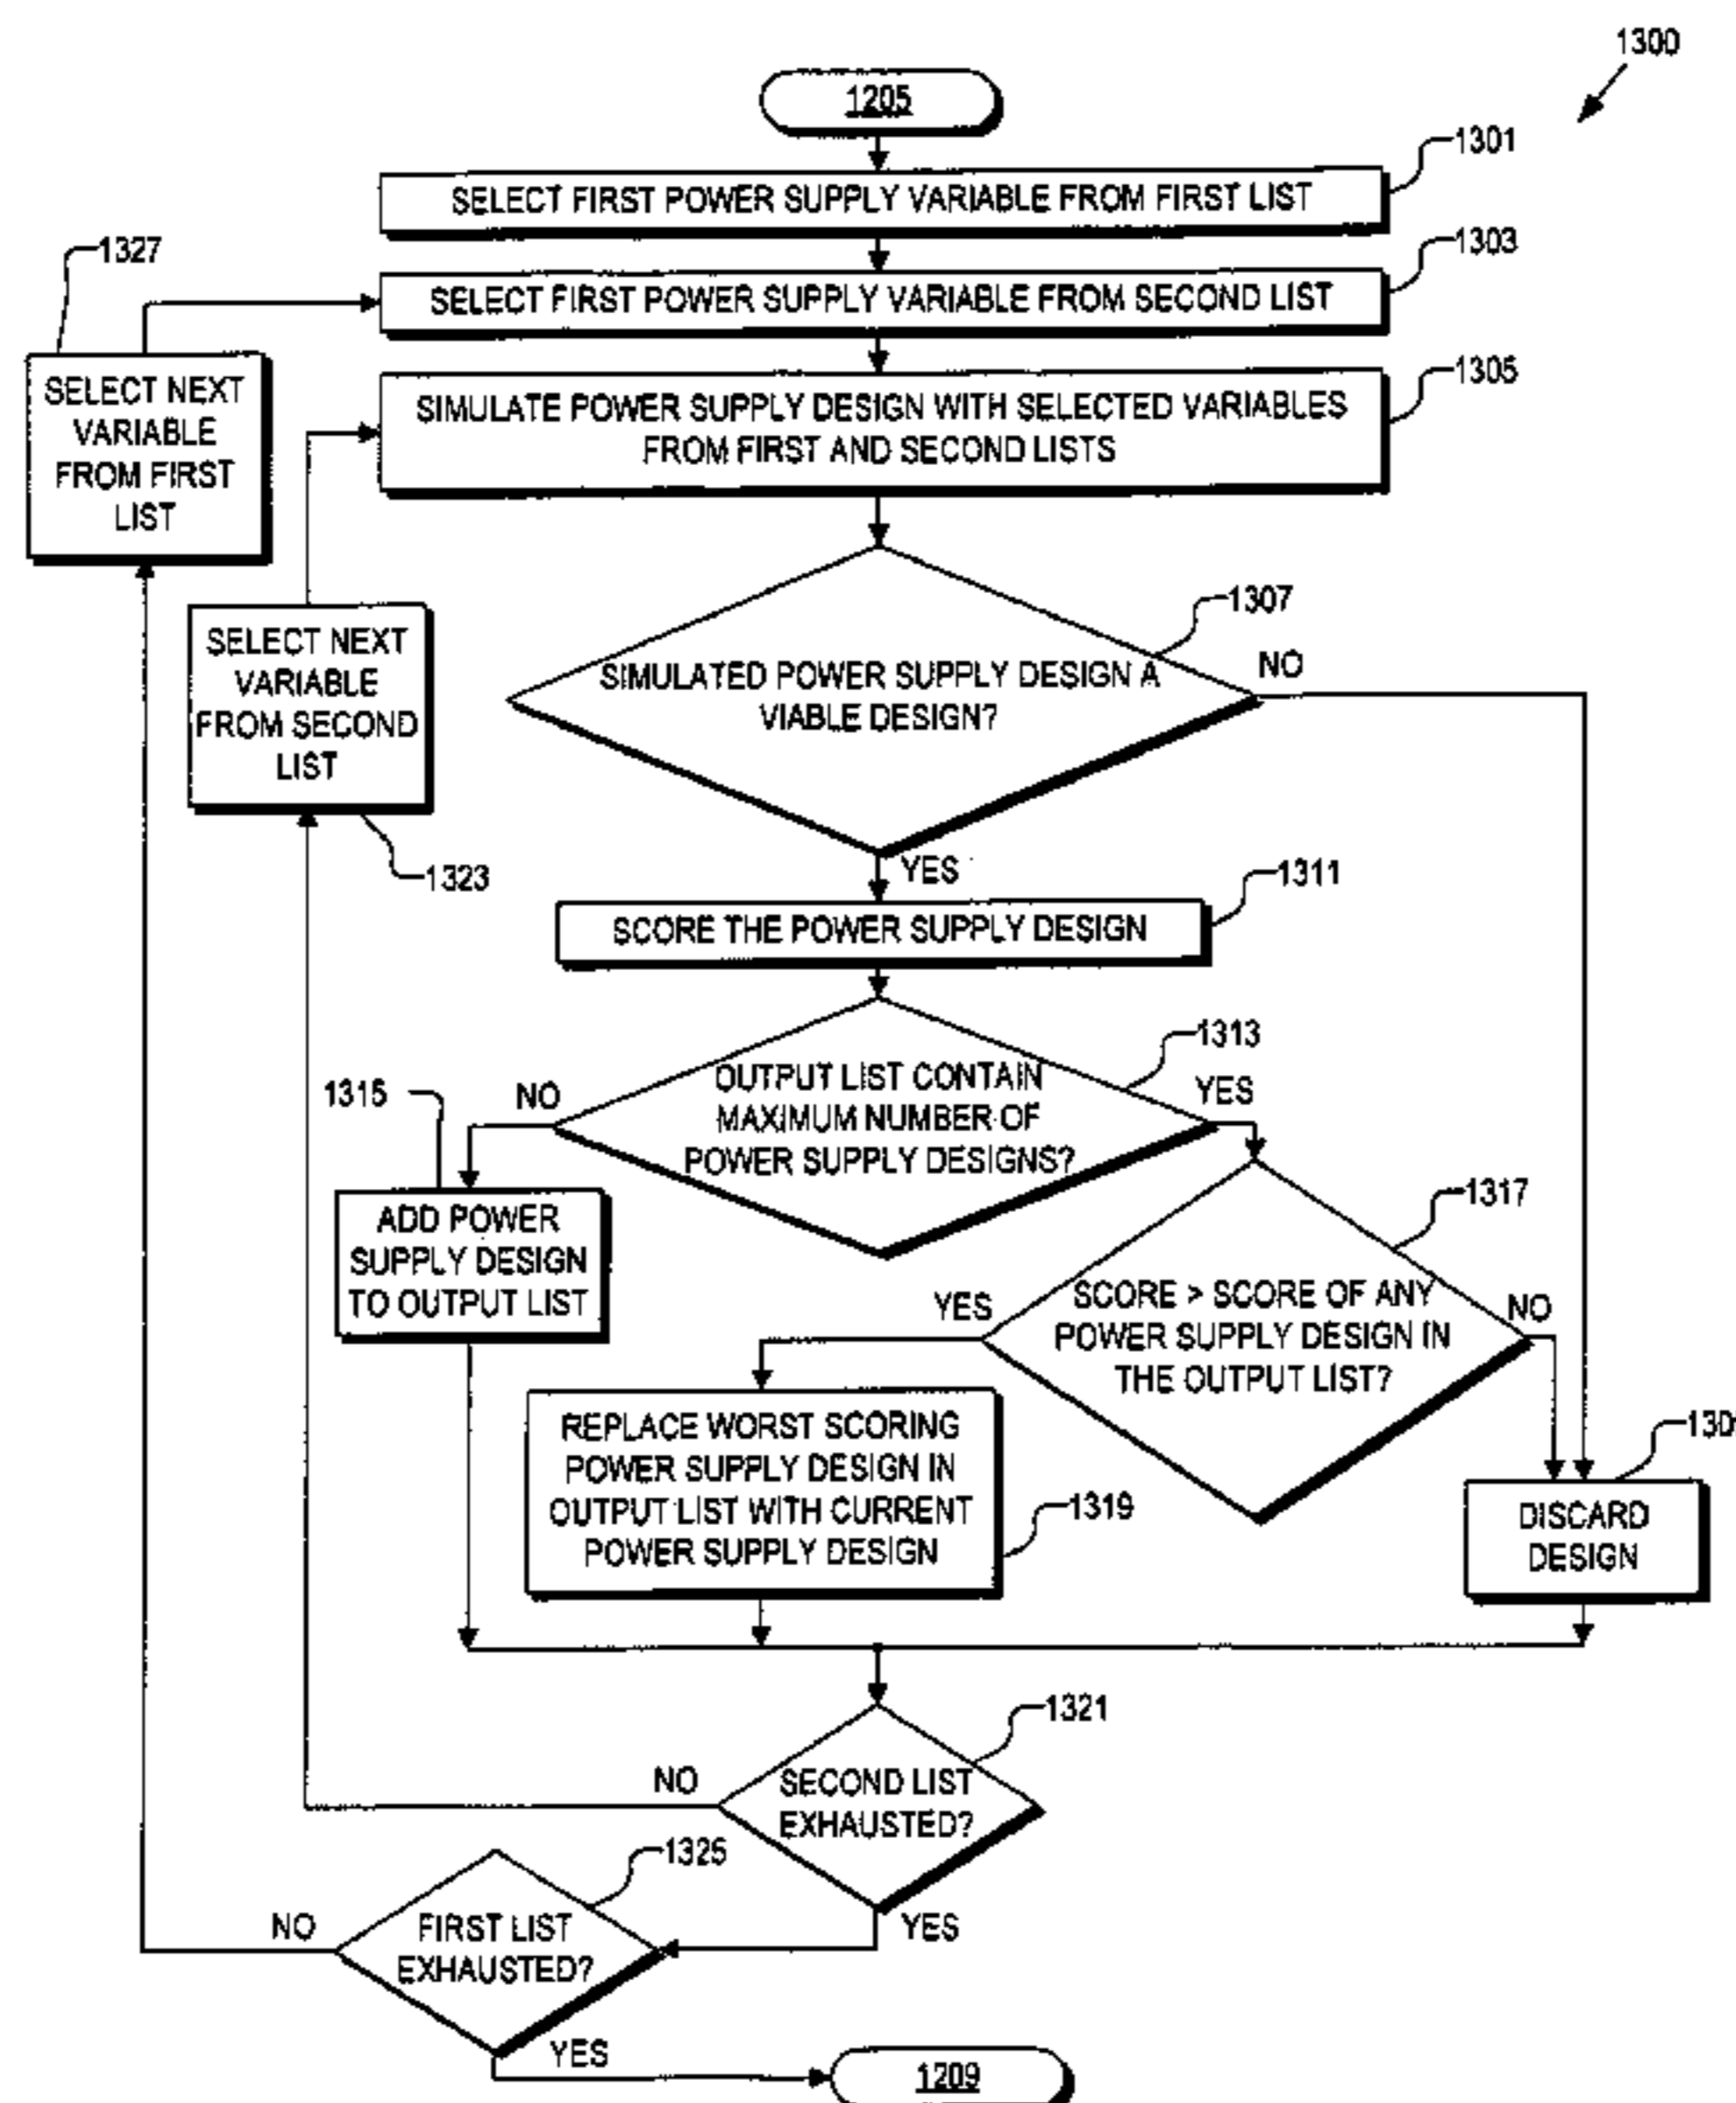 1300
1205
1301
SELECT FIRST POWER SUPPLY VARIABLE FROM FIRST LIST
1303
SELECT FIRST POWER SUPPLY VARIABLE FROM SECOND LIST
1327
SELECT NEXT
VARIABLE
FROM FIRST
LIST
1305
SIMULATE POWER SUPPLY DESIGN WITH SELECTED VARIABLES
FROM FIRST AND SECOND LISTS
1307
SIMULATED POWER SUPPLY DESIGN A
VIABLE DESIGN?
NO
SELECT NEXT
VARIABLE
FROM SECOND
LIST
1323
YES
1311
SCORE THE POWER SUPPLY DESIGN
1313
OUTPUT LIST CONTAIN
MAXIMUM NUMBER OF
POWER SUPPLY DESIGNS?
NO
YES
1315
ADD POWER
SUPPLY DESIGN
TO OUTPUT LIST
1317
SCORE > SCORE OF ANY
POWER SUPPLY DESIGN IN
THE OUTPUT LIST?
YES
NO
REPLACE WORST SCORING
POWER SUPPLY DESIGN IN
OUTPUT LIST WITH CURRENT
POWER SUPPLY DESIGN
1319
130
DISCARD
DESIGN
1321
SECOND LIST
EXHAUSTED?
NO
YES
1325
FIRST LIST
EXHAUSTED?
NO
YES
1209